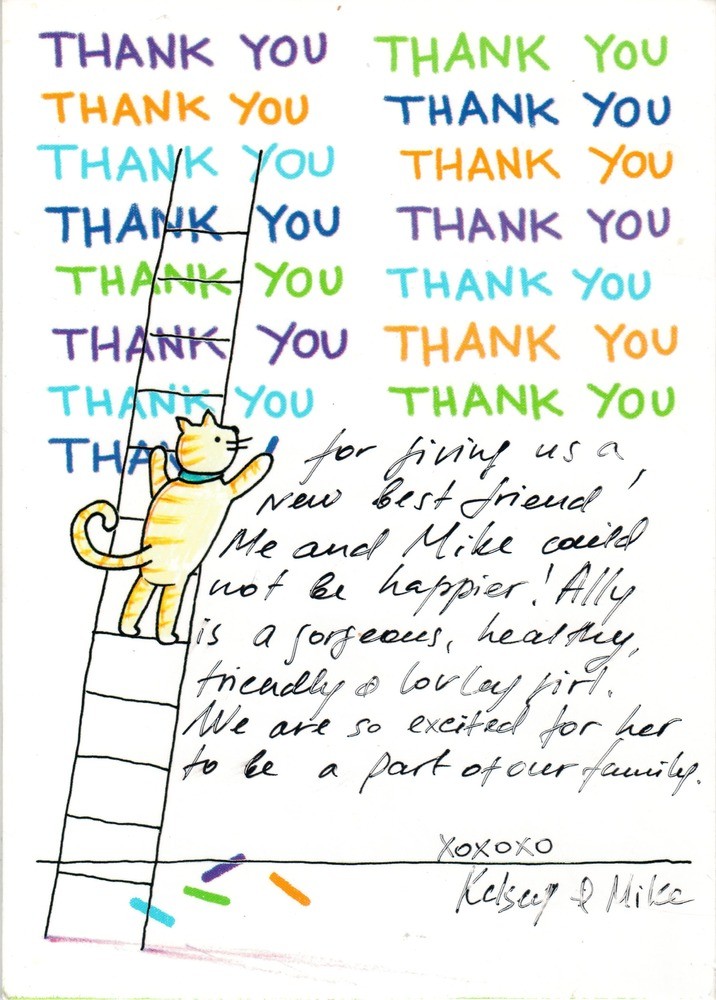 THANK YOU THANK YOU
THANK YOU THANK YOU
THANK YOU THANK YOU
THANK YOU THANK YOU
THANK YOU THANK YOU
THANK YOU THANK YOU
THANK YOU THANK YOU
THAN for giving us a
new best friend!
Me and Mike could
not be happier! Ally
is a gorgeous, healthy,
friendly & lovley girl.
We are so excited for her
to be a part of our family.
xoxoxo
Kelsey & Mike